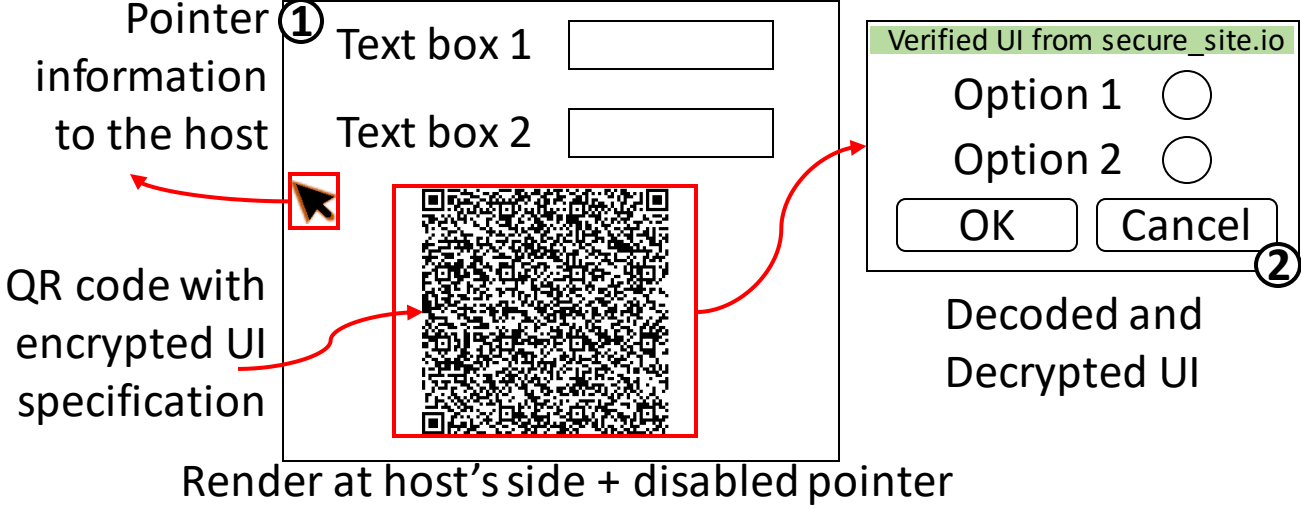 Pointer
information
to the host
①
Text box 1
Text box 2
QR code with
encrypted UI
specification
Render at host's side + disabled pointer
Verified UI from secure_site.io
Option 1
Option 2
OK
Cancel
②
Decoded and
Decrypted UI